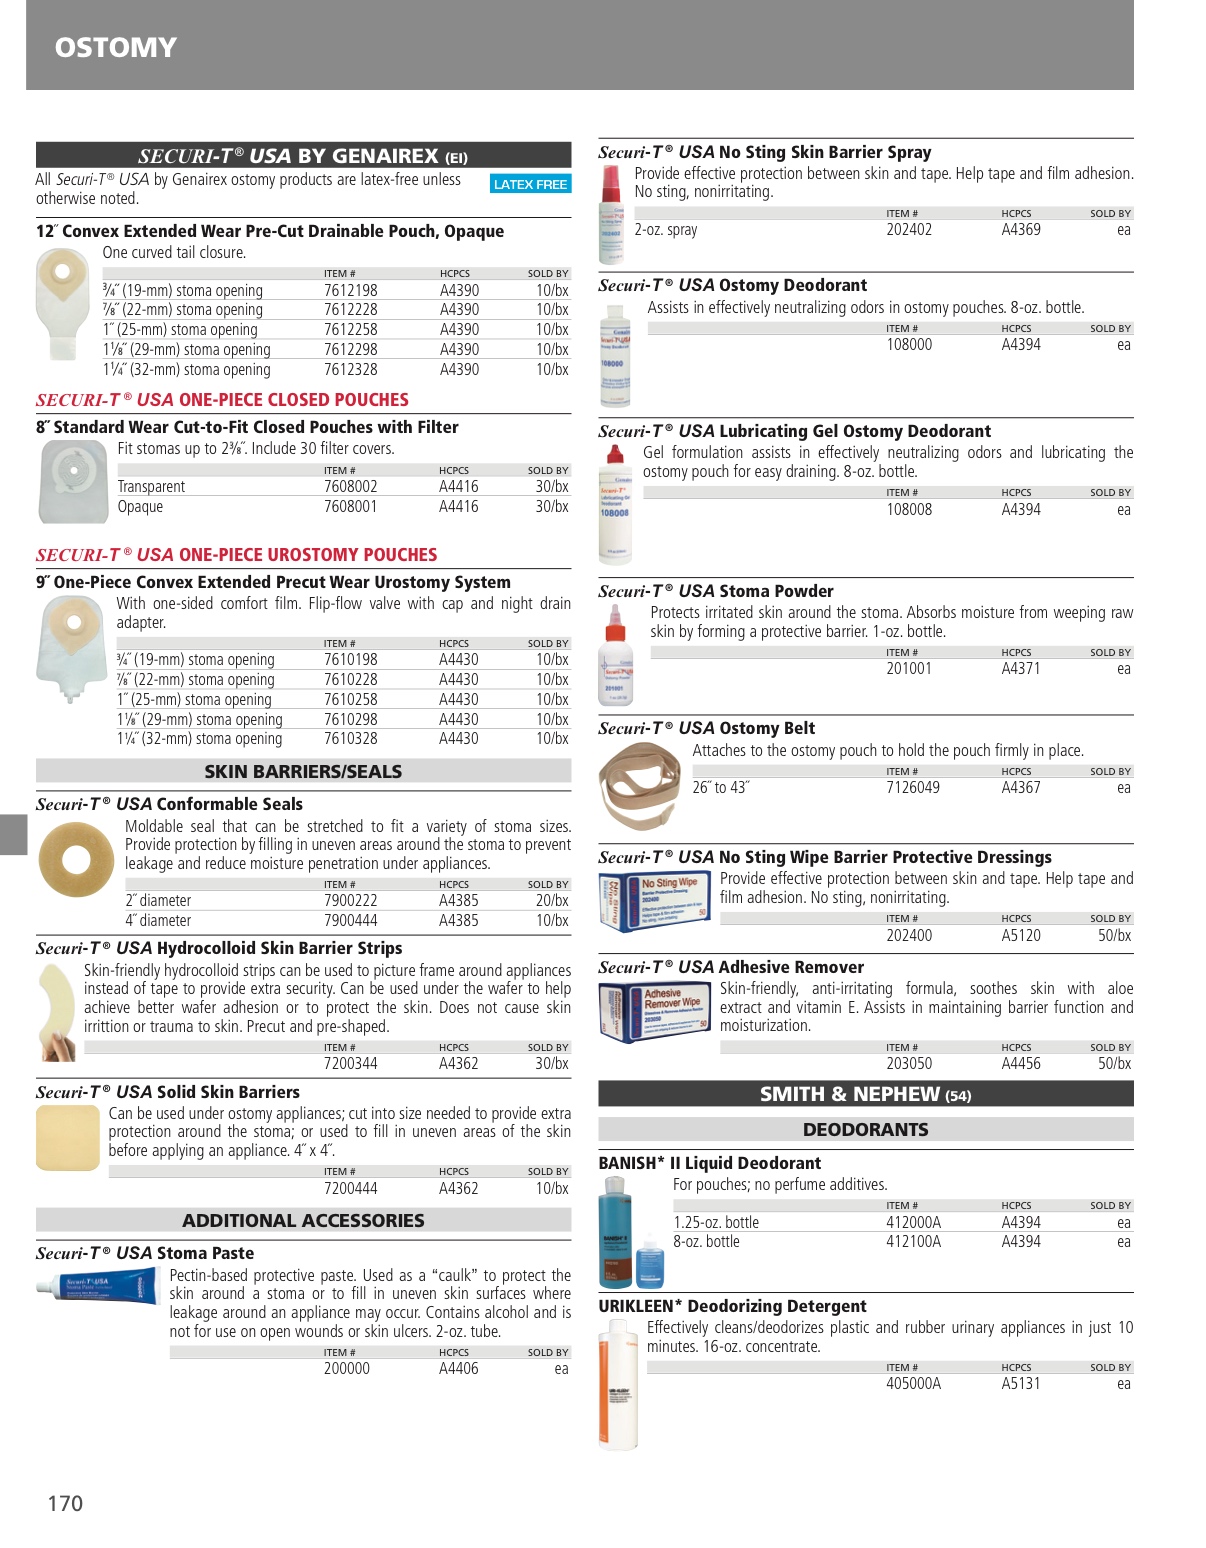 OSTOMY
SECURI-T® USA BY GENAIREX (EI)
All Securi-T® USA by Genairex ostomy products are latex-free unless
otherwise noted.
LATEX FREE
12˝ Convex Extended Wear Pre-Cut Drainable Pouch, Opaque
One curved tail closure.
ITEM # HCPCS SOLD BY
¾˝ (19-mm) stoma opening 7612198 A4390 10/bx
⅞˝ (22-mm) stoma opening 7612228 A4390 10/bx
1˝ (25-mm) stoma opening 7612258 A4390 10/bx
1⅛˝ (29-mm) stoma opening 7612298 A4390 10/bx
1¼˝ (32-mm) stoma opening 7612328 A4390 10/bx
SECURI-T® USA ONE-PIECE CLOSED POUCHES
8˝ Standard Wear Cut-to-Fit Closed Pouches with Filter
Fit stomas up to 2⅜˝. Include 30 filter covers.
ITEM # HCPCS SOLD BY
Transparent 7608002 A4416 30/bx
Opaque 7608001 A4416 30/bx
SECURI-T® USA ONE-PIECE UROSTOMY POUCHES
9˝ One-Piece Convex Extended Precut Wear Urostomy System
With one-sided comfort film. Flip-flow valve with cap and night drain
adapter.
ITEM # HCPCS SOLD BY
¾˝ (19-mm) stoma opening 7610198 A4430 10/bx
⅞˝ (22-mm) stoma opening 7610228 A4430 10/bx
1˝ (25-mm) stoma opening 7610258 A4430 10/bx
1⅛˝ (29-mm) stoma opening 7610298 A4430 10/bx
1¼˝ (32-mm) stoma opening 7610328 A4430 10/bx
SKIN BARRIERS/SEALS
Securi-T® USA Conformable Seals
Moldable seal that can be stretched to fit a variety of stoma sizes.
Provide protection by filling in uneven areas around the stoma to prevent
leakage and reduce moisture penetration under appliances.
ITEM # HCPCS SOLD BY
2˝ diameter 7900222 A4385 20/bx
4˝ diameter 7900444 A4385 10/bx
Securi-T® USA Hydrocolloid Skin Barrier Strips
Skin-friendly hydrocolloid strips can be used to picture frame around appliances
instead of tape to provide extra security. Can be used under the wafer to help
achieve better wafer adhesion or to protect the skin. Does not cause skin
irrittion or trauma to skin. Precut and pre-shaped.
ITEM # HCPCS SOLD BY
7200344 A4362 30/bx
Securi-T® USA Solid Skin Barriers
Can be used under ostomy appliances; cut into size needed to provide extra
protection around the stoma; or used to fill in uneven areas of the skin
before applying an appliance. 4˝ x 4˝.
ITEM # HCPCS SOLD BY
7200444 A4362 10/bx
ADDITIONAL ACCESSORIES
Securi-T® USA Stoma Paste
Pectin-based protective paste. Used as a “caulk” to protect the
skin around a stoma or to fill in uneven skin surfaces where
leakage around an appliance may occur. Contains alcohol and is
not for use on open wounds or skin ulcers. 2-oz. tube.
ITEM # HCPCS SOLD BY
200000 A4406 ea
Securi-T® USA No Sting Skin Barrier Spray
Provide effective protection between skin and tape. Help tape and film adhesion.
No sting, nonirritating.
ITEM # HCPCS SOLD BY
2-oz. spray 202402 A4369 ea
Securi-T® USA Ostomy Deodorant
Assists in effectively neutralizing odors in ostomy pouches. 8-oz. bottle.
ITEM # HCPCS SOLD BY
108000 A4394 ea
108000
Securi-T® USA Lubricating Gel Ostomy Deodorant
Gel formulation assists in effectively neutralizing odors and lubricating the
ostomy pouch for easy draining. 8-oz. bottle.
ITEM # HCPCS SOLD BY
108008 A4394 ea
108008
Securi-T® USA Stoma Powder
Protects irritated skin around the stoma. Absorbs moisture from weeping raw
skin by forming a protective barrier. 1-oz. bottle.
ITEM # HCPCS SOLD BY
201001 A4371 ea
201001
Securi-T® USA Ostomy Belt
Attaches to the ostomy pouch to hold the pouch firmly in place.
ITEM # HCPCS SOLD BY
26˝ to 43˝ 7126049 A4367 ea
Securi-T® USA No Sting Wipe Barrier Protective Dressings
Provide effective protection between skin and tape. Help tape and
film adhesion. No sting, nonirritating.
No Sting Wipe
Barrier Protective Dressing
202400
50
ITEM # HCPCS SOLD BY
202400 A5120 50/bx
Securi-T® USA Adhesive Remover
Skin-friendly, anti-irritating formula, soothes skin with aloe
extract and vitamin E. Assists in maintaining barrier function and
moisturization.
Adhesive
Remover Wipe
203050
50
ITEM # HCPCS SOLD BY
203050 A4456 50/bx
SMITH & NEPHEW (54)
DEODORANTS
BANISH* II Liquid Deodorant
For pouches; no perfume additives.
ITEM # HCPCS SOLD BY
1.25-oz. bottle 412000A A4394 ea
8-oz. bottle 412100A A4394 ea
URIKLEEN* Deodorizing Detergent
Effectively cleans/deodorizes plastic and rubber urinary appliances in just 10
minutes. 16-oz. concentrate.
ITEM # HCPCS SOLD BY
405000A A5131 ea
170